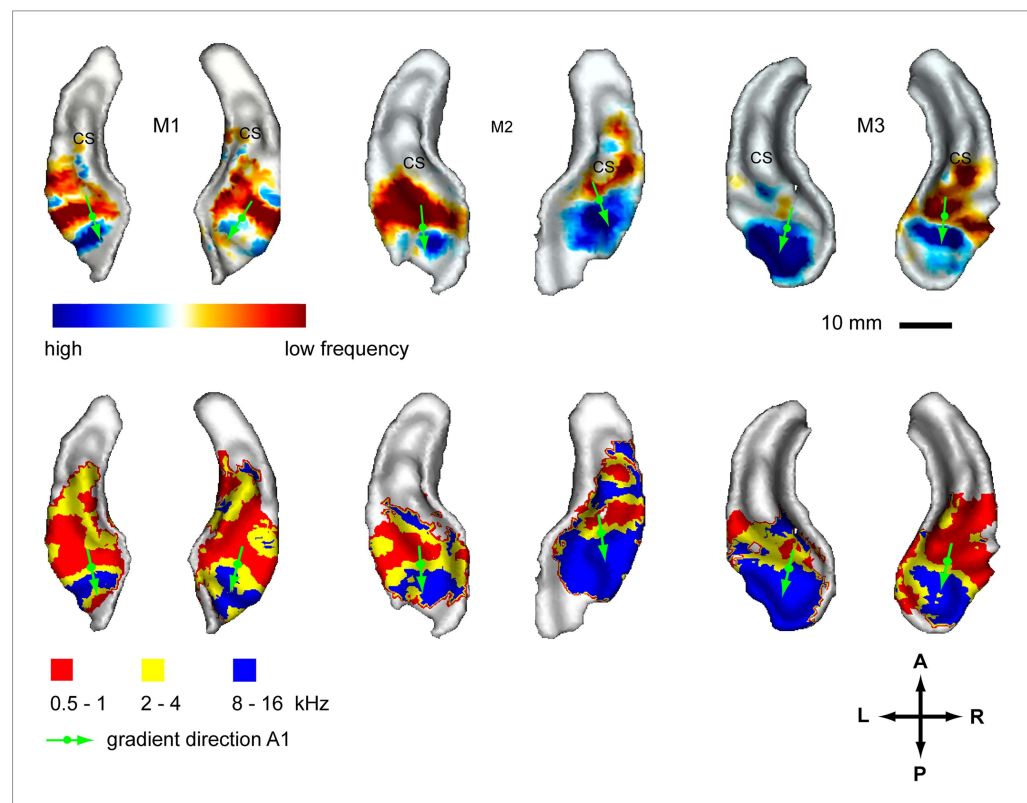 M1
M2
M3
CS
CS
CS
CS
CS
CS
10 mm
high
low frequency
0.5 - 1
2 - 4
8 - 16 kHz
gradient direction A1
A
L
R
P